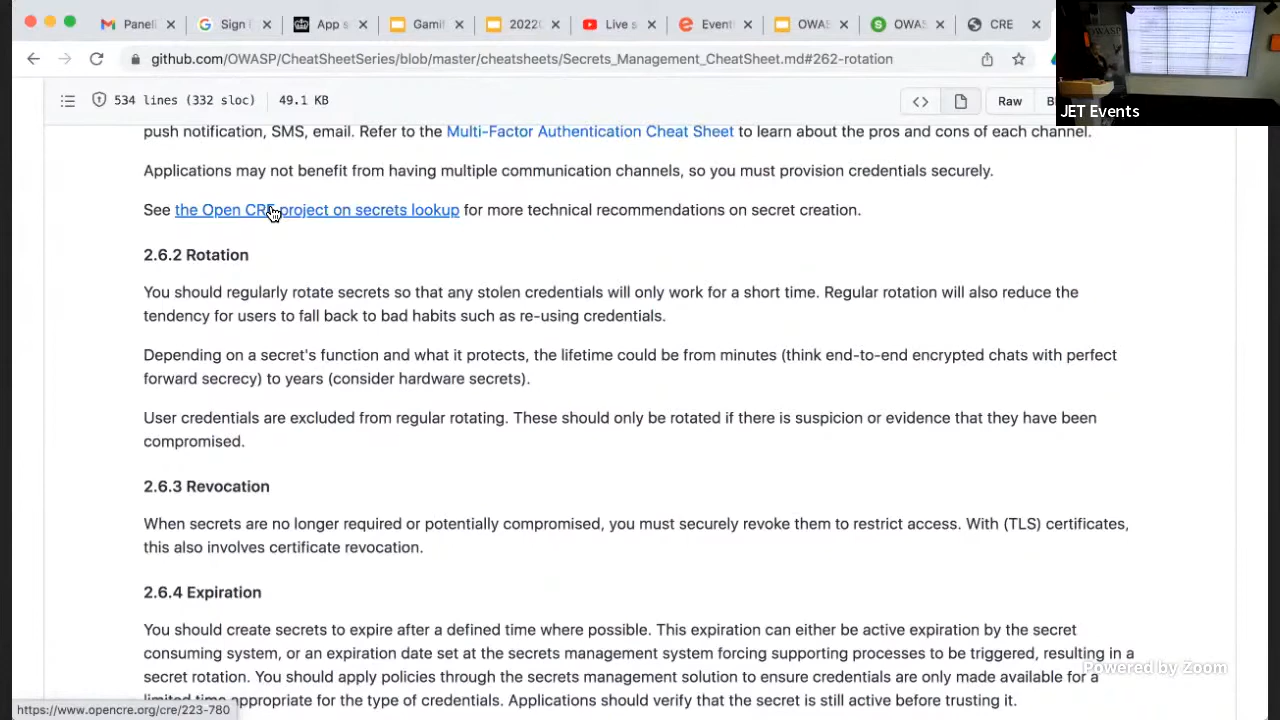 Paneli
Sign i
Ap
s
Gar
Live
Even
OWAS
CRE
github.com/OWASP/CheatSheetSeries/blob/master/cheatsheets/Secrets_Management_CheatSheet.md#262-rotation
534 lines (332 sloc)
49.1 KB
Raw
B
JET Events
push notification, SMS, email. Refer to the Multi-Factor Authentication Cheat Sheet to learn about the pros and cons of each channel.
Applications may not benefit from having multiple communication channels, so you must provision credentials securely.
See the Open CRE project on secrets lookup for more technical recommendations on secret creation.
2.6.2 Rotation
You should regularly rotate secrets so that any stolen credentials will only work for a short time. Regular rotation will also reduce the
tendency for users to fall back to bad habits such as re-using credentials.
Depending on a secret's function and what it protects, the lifetime could be from minutes (think end-to-end encrypted chats with perfect
forward secrecy) to years (consider hardware secrets).
User credentials are excluded from regular rotating. These should only be rotated if there is suspicion or evidence that they have been
compromised.
2.6.3 Revocation
When secrets are no longer required or potentially compromised, you must securely revoke them to restrict access. With (TLS) certificates,
this also involves certificate revocation.
2.6.4 Expiration
You should create secrets to expire after a defined time where possible. This expiration can either be active expiration by the secret
consuming system, or an expiration date set at the secrets management system forcing supporting processes to be triggered, resulting in a
secret rotation. You should apply policies through the secrets management solution to ensure credentials are only made available for a
Powered by Zoom
limited time appropriate for the type of credentials. Applications should verify that the secret is still active before trusting it.
https://www.opencre.org/cre/223-780